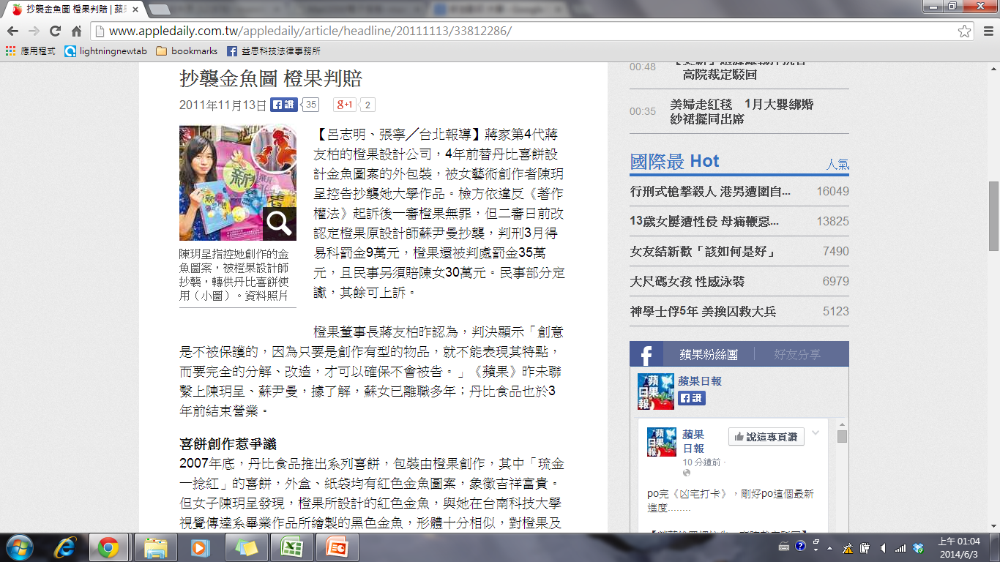 抄襲金魚圖 橙果判賠 | 蘋
www.appledaily.com.tw/appledaily/article/headline/20111113/33812286/
應用程式 lightningnewtab bookmarks 益思科技法律事務所
抄襲金魚圖 橙果判賠
2011年11月13日 讚 35 g+1 2
【呂志明、張寧╱台北報導】蔣家第4代蔣
友柏的橙果設計公司，4年前替丹比喜餅設
計金魚圖案的外包裝，被女藝術創作者陳玥
呈控告抄襲她大學作品。檢方依違反《著作
權法》起訴後一審橙果無罪，但二審日前改
認定橙果原設計師蘇尹曼抄襲，判刑3月得
易科罰金9萬元，橙果還被判處罰金35萬
元，且民事另須賠陳女30萬元。民事部分定
讞，其餘可上訴。
陳玥呈指控她創作的金
魚圖案，被橙果設計師
抄襲，轉供丹比喜餅使
用（小圖）。資料照片
橙果董事長蔣友柏昨認為，判決顯示「創意
是不被保護的，因為只要是創作有型的物品，就不能表現其特點，
而要完全的分解、改造，才可以確保不會被告。」《蘋果》昨未聯
繫上陳玥呈、蘇尹曼，據了解，蘇女已離職多年；丹比食品也於3
年前結束營業。
喜餅創作惹爭議
2007年底，丹比食品推出系列喜餅，包裝由橙果創作，其中「琉金
一捻紅」的喜餅，外盒、紙袋均有紅色金魚圖案，象徵吉祥富貴。
但女子陳玥呈發現，橙果所設計的紅色金魚，與她在台南科技大學
視覺傳達系畢業作品所繪製的黑色金魚，形體十分相似，對橙果及
00:48
高院裁定駁回
00:35 美婦走紅毯　1月大嬰綁婚
紗裙襬同出席
國際最 Hot 人氣
行刑式槍擊殺人 港男遭圍自... 16049
13歲女屢遭性侵 母痛鞭惡... 13825
女友結新歡「該如何是好」 7490
大尺碼女孩 性感泳裝 6979
神學士俘5年 美換囚救大兵 5123
蘋果粉絲團 好友分享
蘋果日報
讚
蘋果
日報
說這專頁讚
10 分鐘前 ·
po完《凶宅打卡》，剛好po這個最新
進度........
上午 01:04
2014/6/3